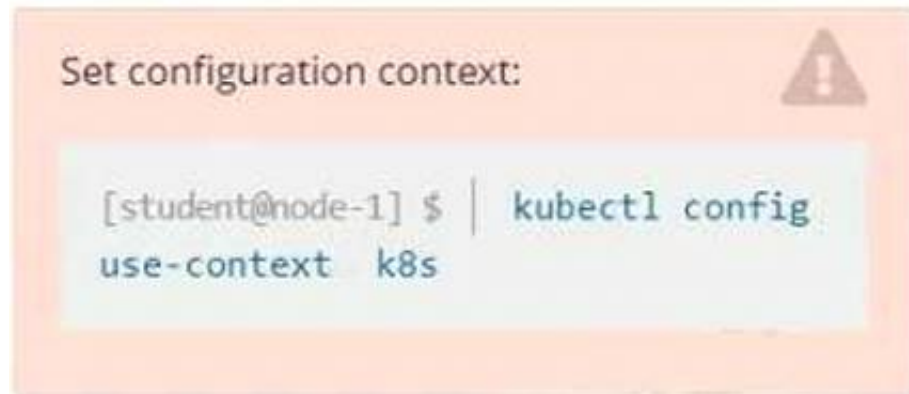 Set configuration context:
[student@node-1] $ | kubectl config
use-context k8s